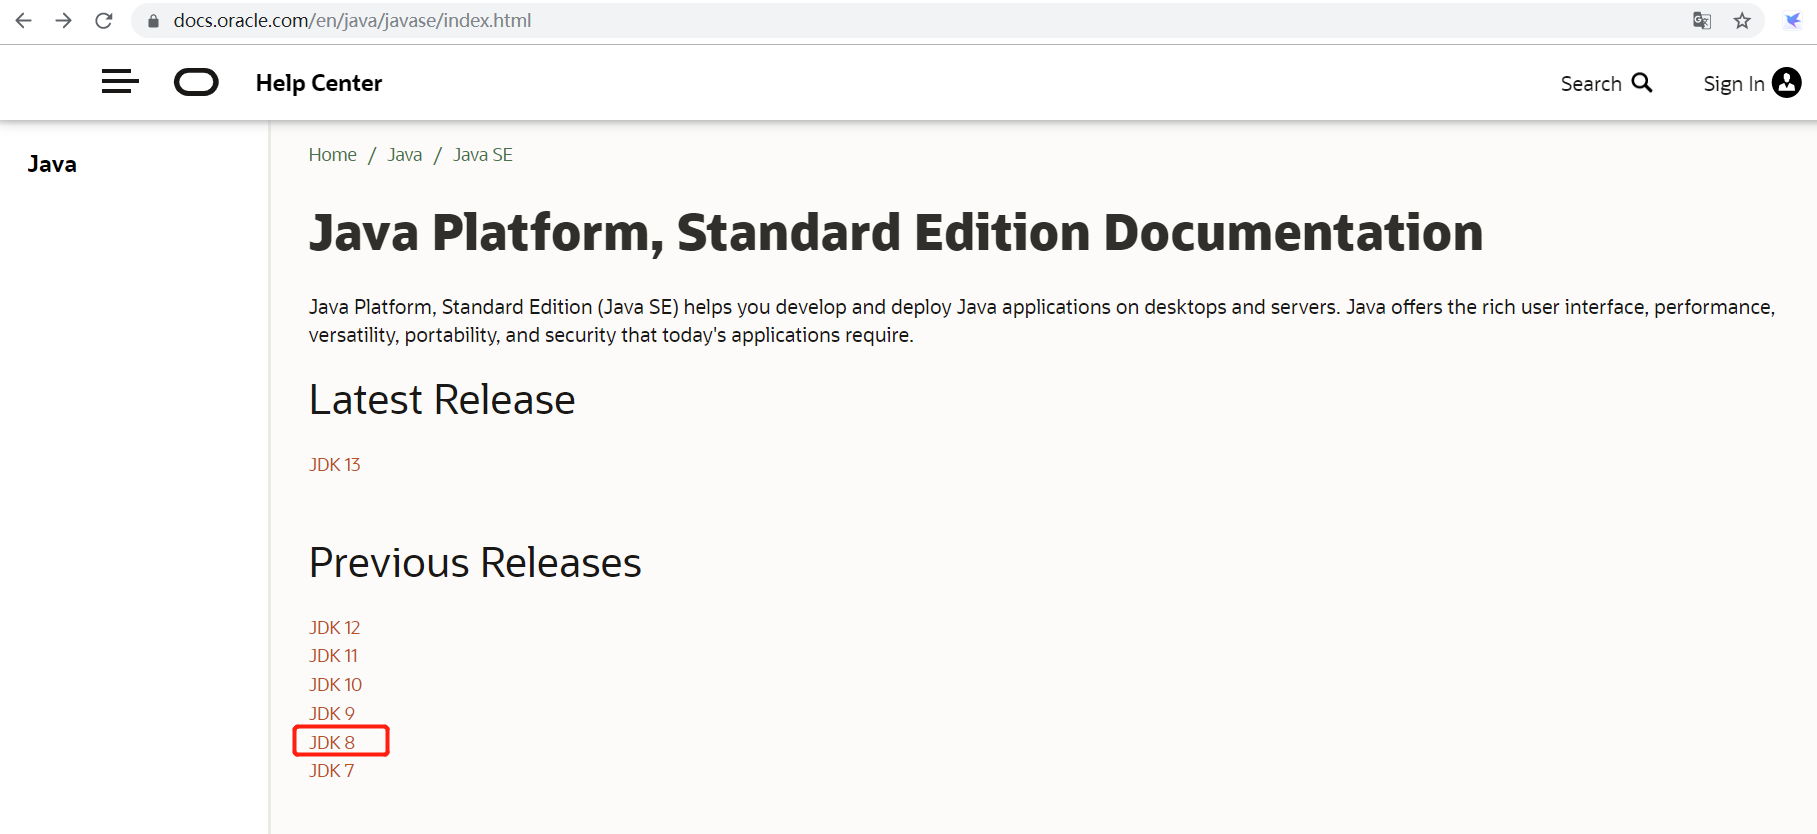 docs.oracle.com/en/java/javase/index.html
Help Center
Search
Sign In
Java
Home / Java / Java SE
Java Platform, Standard Edition Documentation
Java Platform, Standard Edition (Java SE) helps you develop and deploy Java applications on desktops and servers. Java offers the rich user interface, performance,
versatility, portability, and security that today's applications require.
Latest Release
JDK 13
Previous Releases
JDK 12
JDK 11
JDK 10
JDK 9
JDK 8
JDK 7